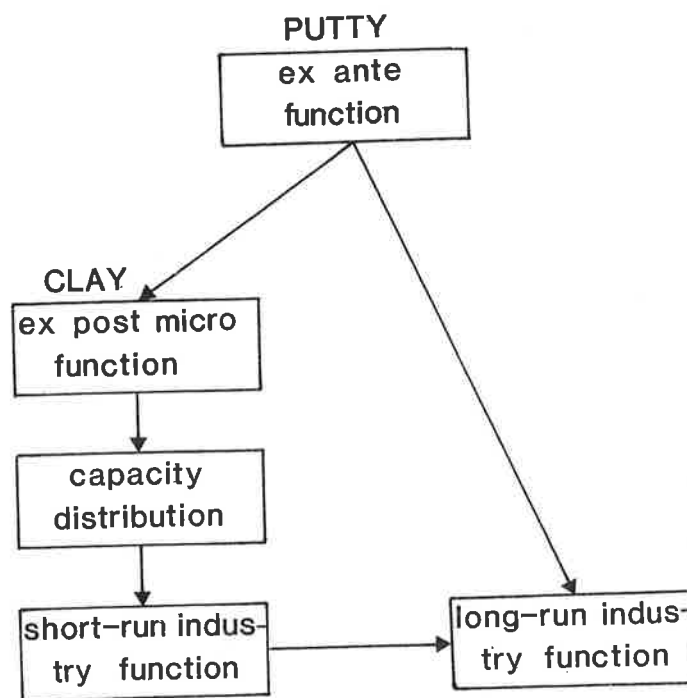 PUTTY
ex ante
function
CLAY
ex post micro
function
capacity
distribution
short-run indus-
try function
long-run indus-
try function